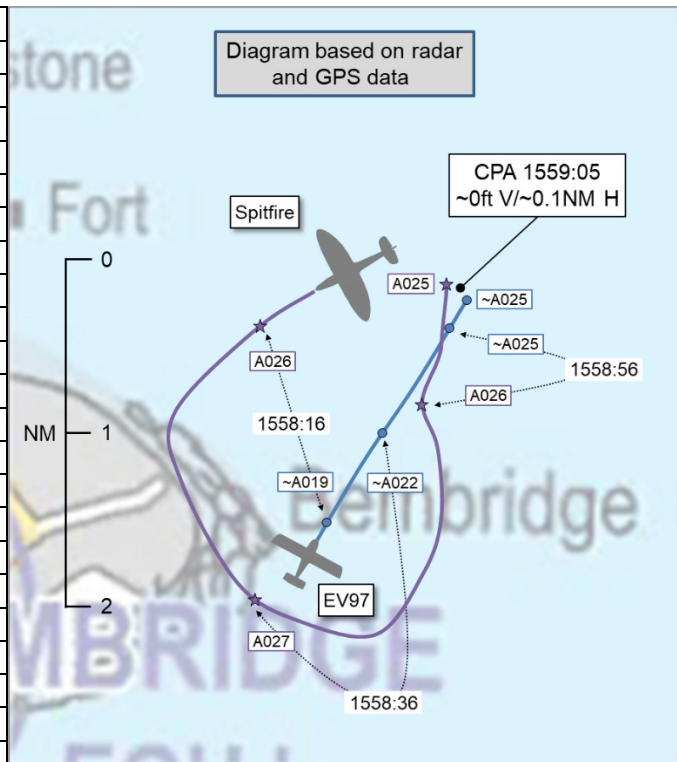 Diagram based on radar
and GPS data
stone
Fort
CPA 1559:05
~0ft V/~0.1NM H
Spitfire
0
A025
~A025
A026
~A025
1558:56
A026
1558:16
NM
1
~A019
~A022
Bembridge
EV97
2
MBRIDGE
A027
1558:36